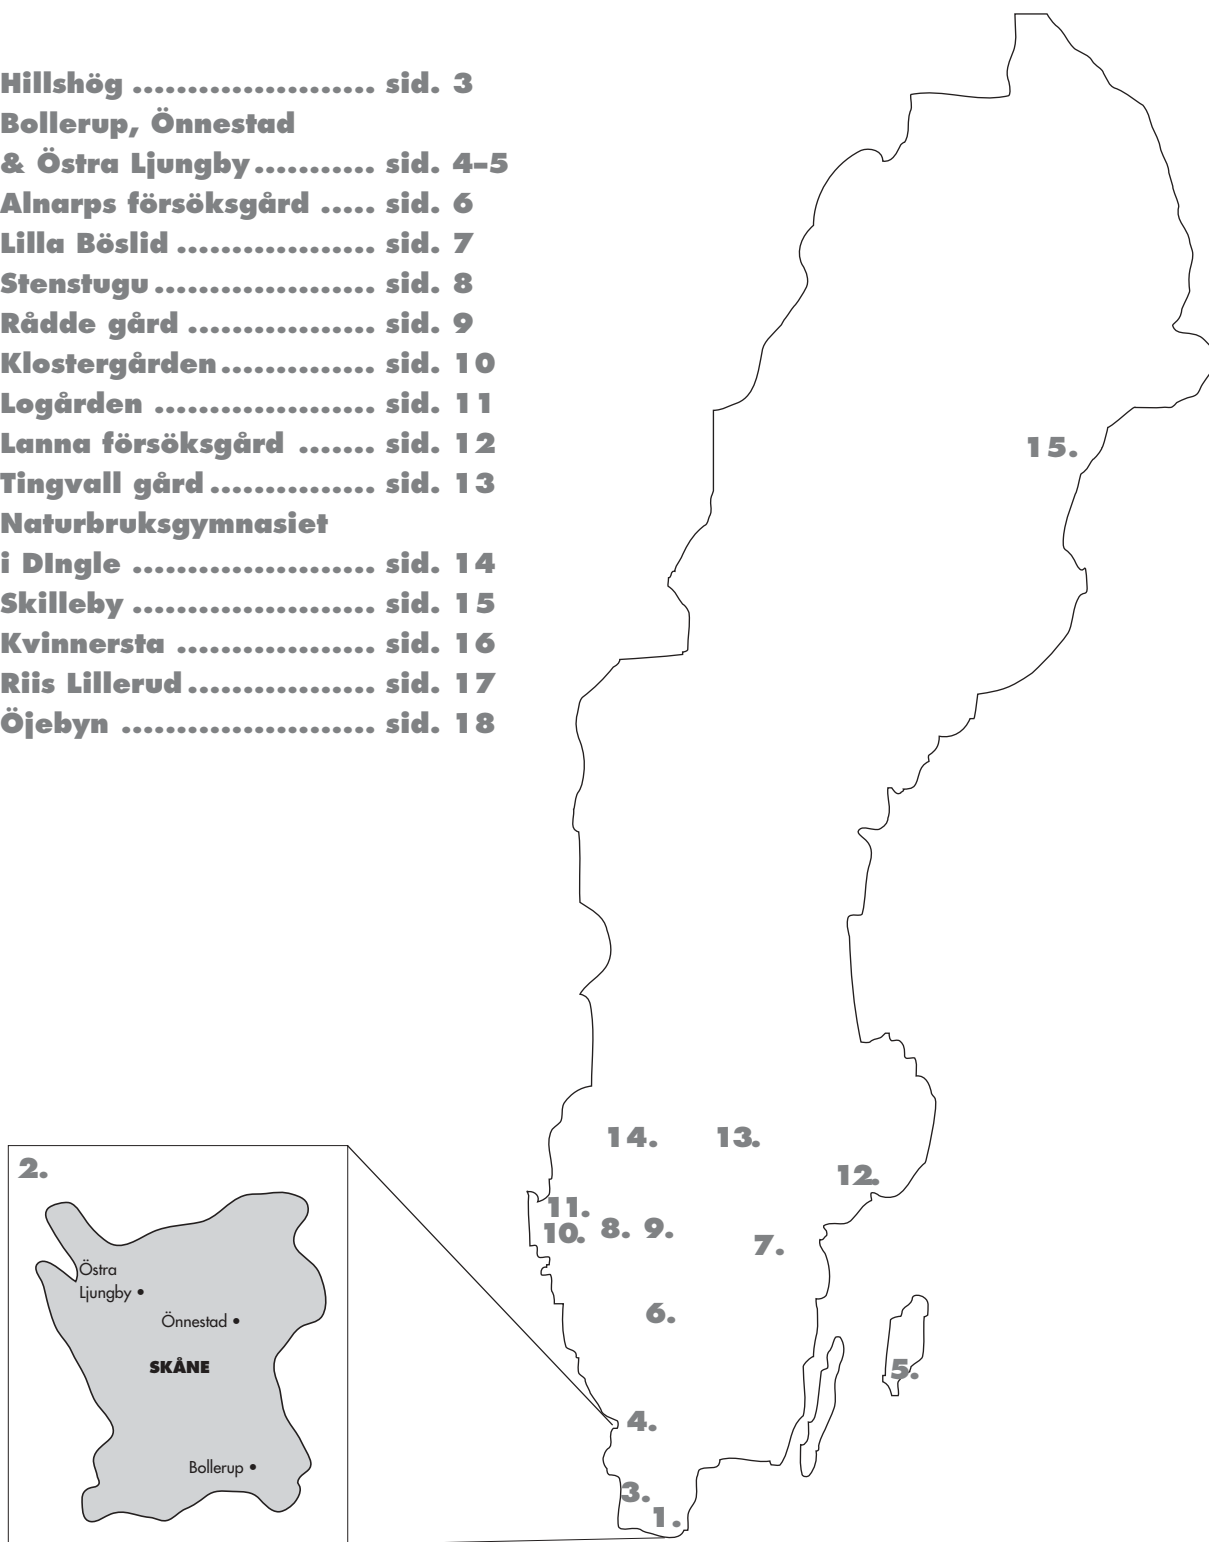 Hillshög ...................... sid. 3
Bollerup, Önnestad
& Östra Ljungby........... sid. 4–5
Alnarps försöksgård ..... sid. 6
Lilla Böslid .................. sid. 7
Stenstugu.................... sid. 8
Rådde gård ................. sid. 9
Klostergården.............. sid. 10
Logården .................... sid. 11
Lanna försöksgård ....... sid. 12
Tingvall gård............... sid. 13
Naturbruksgymnasiet
i DIngle ...................... sid. 14
Skilleby ...................... sid. 15
Kvinnersta .................. sid. 16
Riis Lillerud................. sid. 17
Öjebyn ....................... sid. 18
15.
14. 13.
12.
11.
10. 8. 9.
7.
6.
5.
4.
3.
1.
2.
Östra
Ljungby •
Önnestad •
SKÅNE
Bollerup •